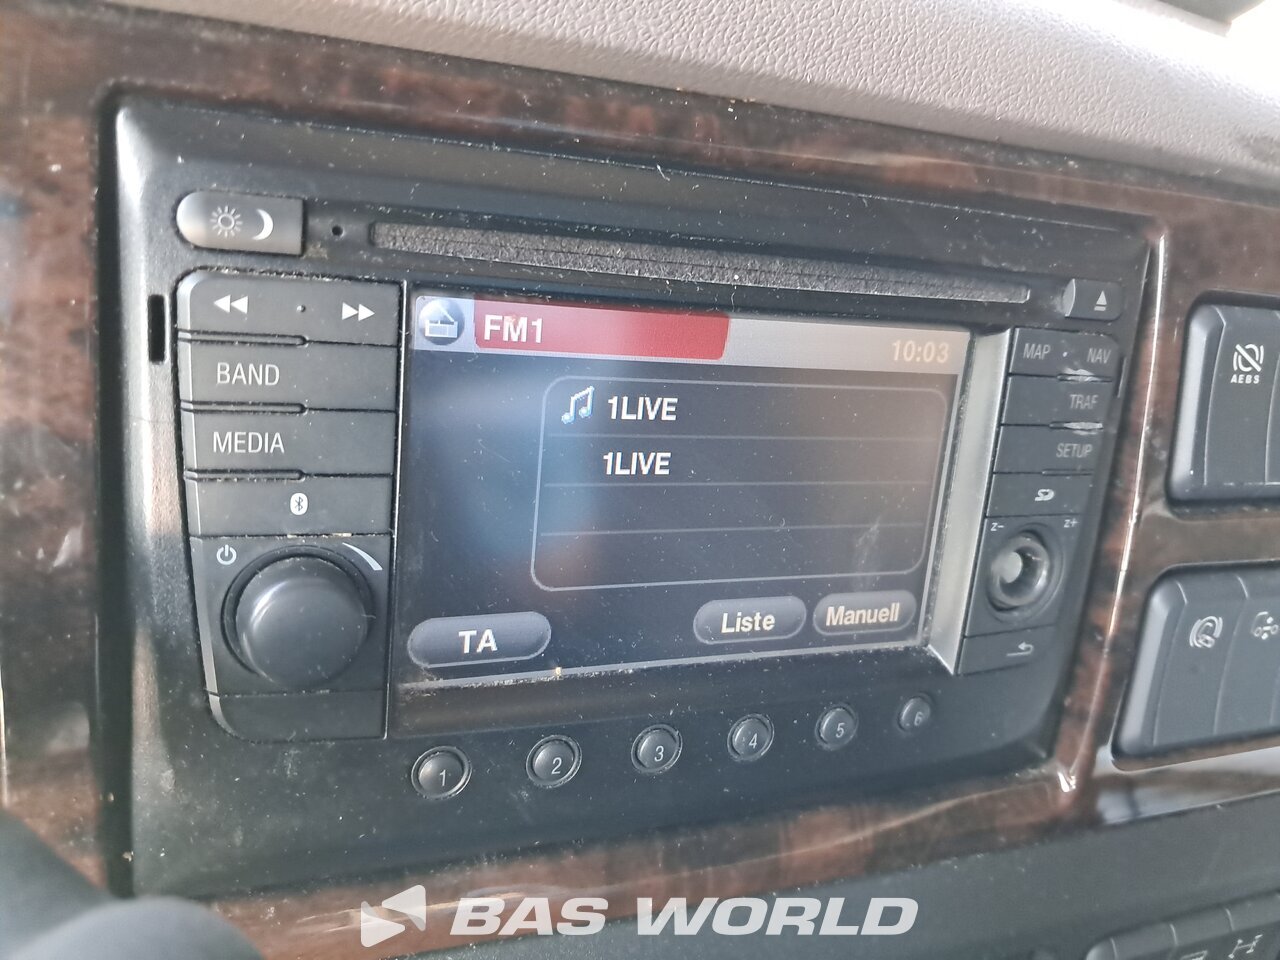 FM1
10:03
MAP NAV
AEBS
BAND
TRAF
1LIVE
MEDIA
SETUP
1LIVE
z- z+
TA
Liste
Manuell
1 2 3 4 5 6
BAS WORLD